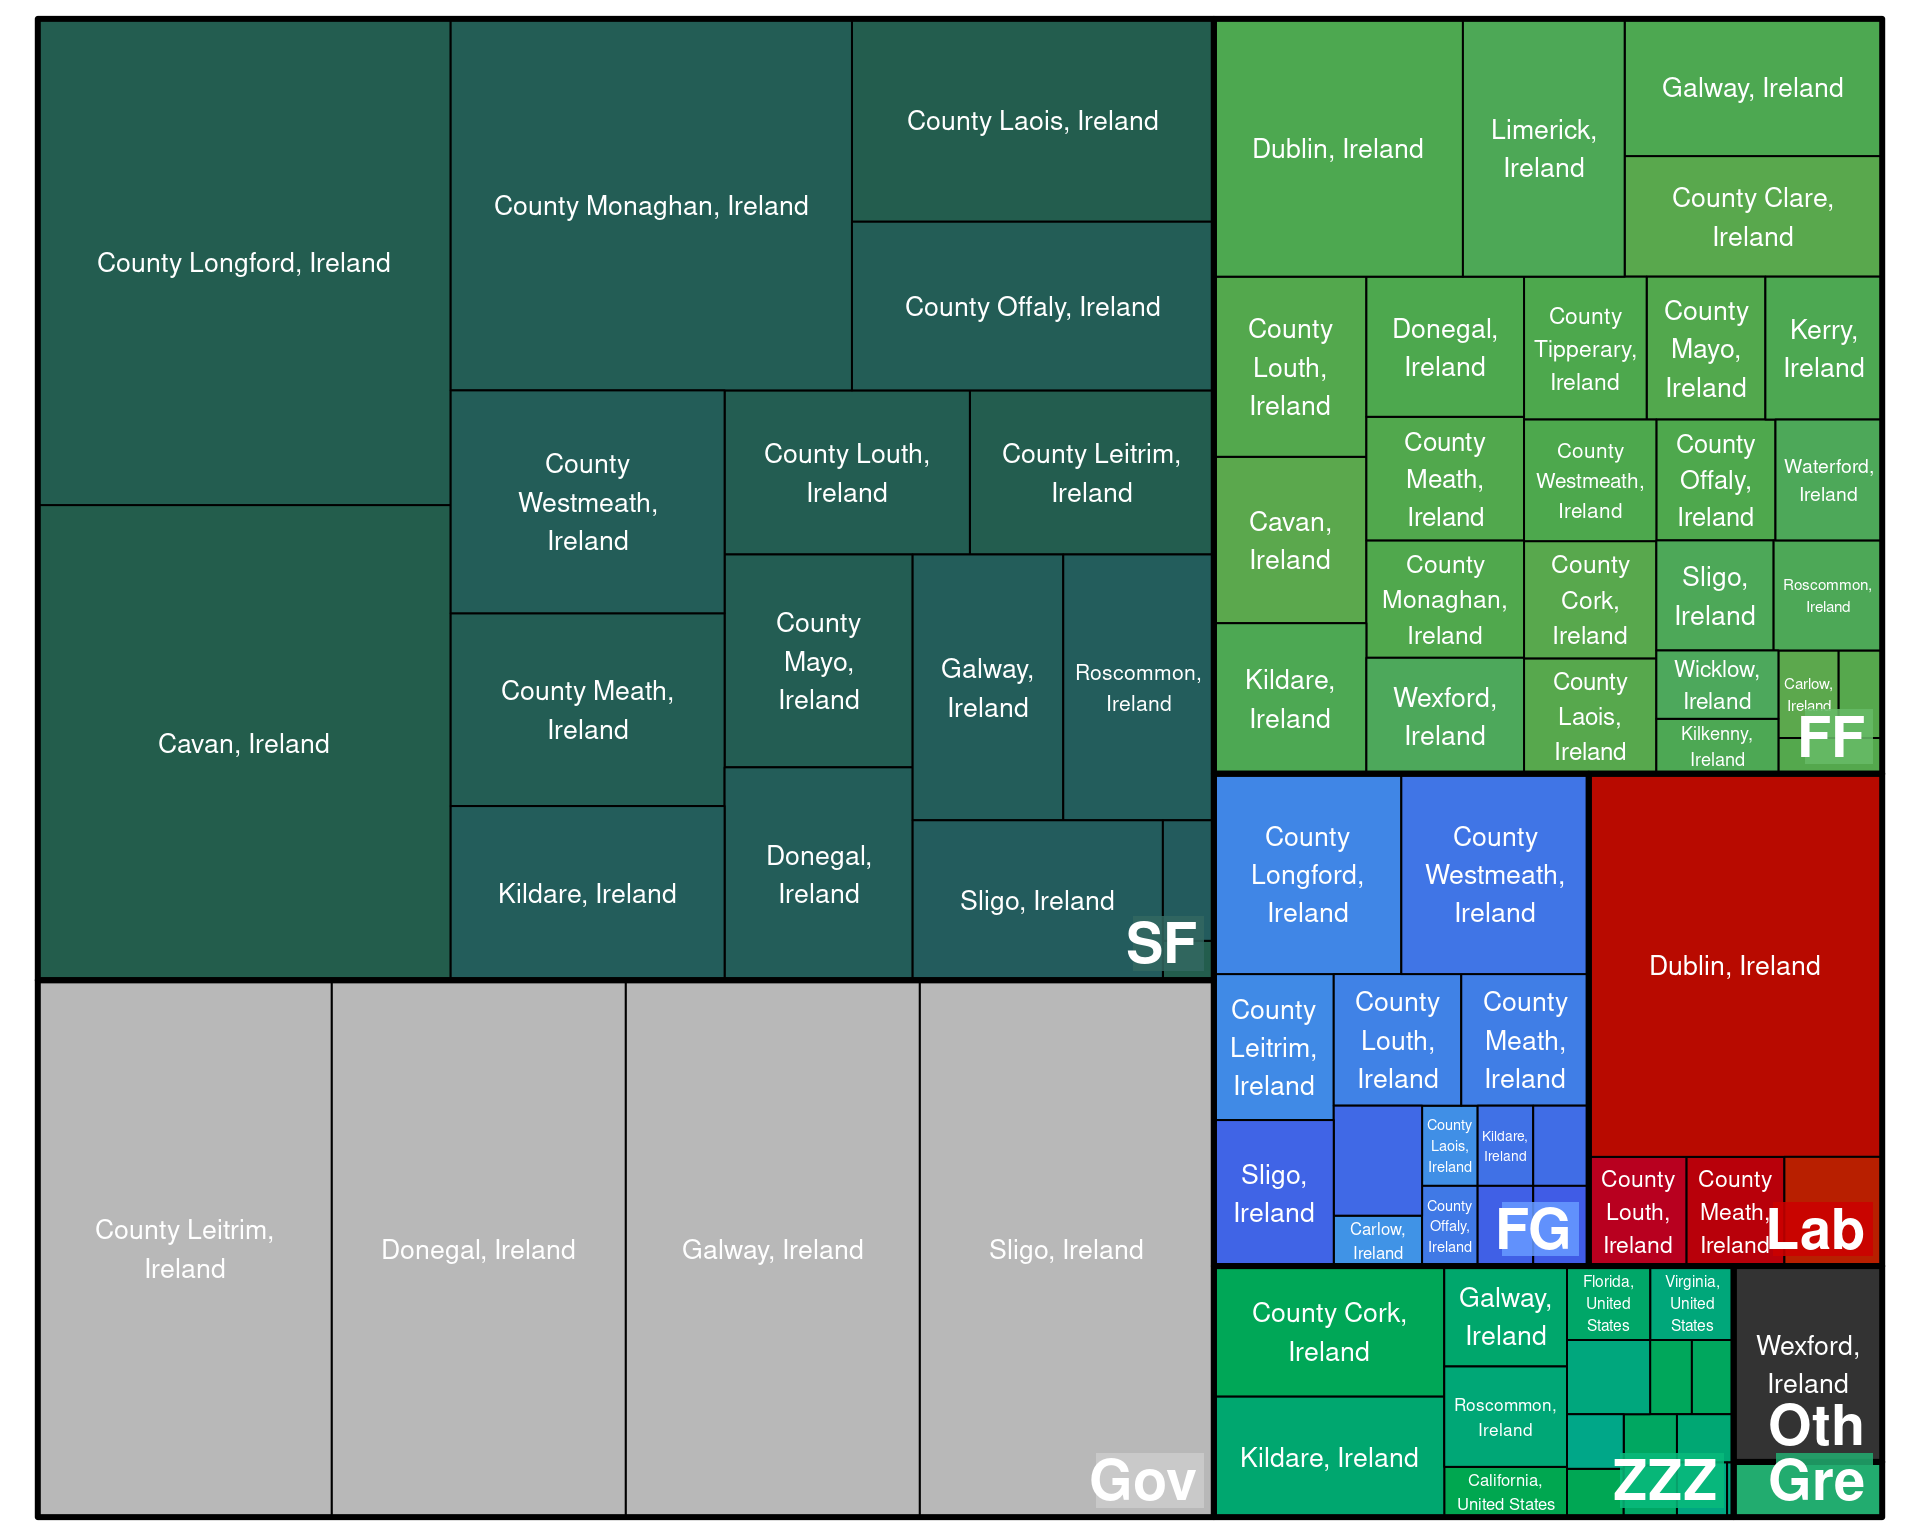 County Longford, Ireland
Cavan, Ireland
County Monaghan, Ireland
County Laois, Ireland
County Offaly, Ireland
County
Westmeath,
Ireland
County Meath,
Ireland
Kildare, Ireland
County Louth,
Ireland
County Leitrim,
Ireland
County
Mayo,
Ireland
Donegal,
Ireland
Galway,
Ireland
Roscommon,
Ireland
Sligo, Ireland
SF
County Leitrim,
Ireland
Donegal, Ireland
Galway, Ireland
Sligo, Ireland
Gov
Dublin, Ireland
Limerick,
Ireland
Galway, Ireland
County Clare,
Ireland
County
Louth,
Ireland
Cavan,
Ireland
Kildare,
Ireland
Donegal,
Ireland
County
Meath,
Ireland
County
Monaghan,
Ireland
Wexford,
Ireland
County
Tipperary,
Ireland
County
Mayo,
Ireland
Kerry,
Ireland
County
Westmeath,
Ireland
County
Offaly,
Ireland
Waterford,
Ireland
County
Cork,
Ireland
County
Laois,
Ireland
Sligo,
Ireland
Roscommon,
Ireland
Wicklow,
Ireland
Kilkenny,
Ireland
Carlow,
Ireland
FF
County
Longford,
Ireland
County
Westmeath,
Ireland
County
Leitrim,
Ireland
Sligo,
Ireland
County
Louth,
Ireland
County
Meath,
Ireland
Carlow,
Ireland
County
Laois,
Ireland
County
Offaly,
Ireland
Kildare,
Ireland
FG
Dublin, Ireland
County
Louth,
Ireland
County
Meath,
Ireland
Lab
County Cork,
Ireland
Kildare, Ireland
Galway,
Ireland
Roscommon,
Ireland
California,
United States
Florida,
United
States
Virginia,
United
States
ZZZ
Wexford,
Ireland
Oth
Gre